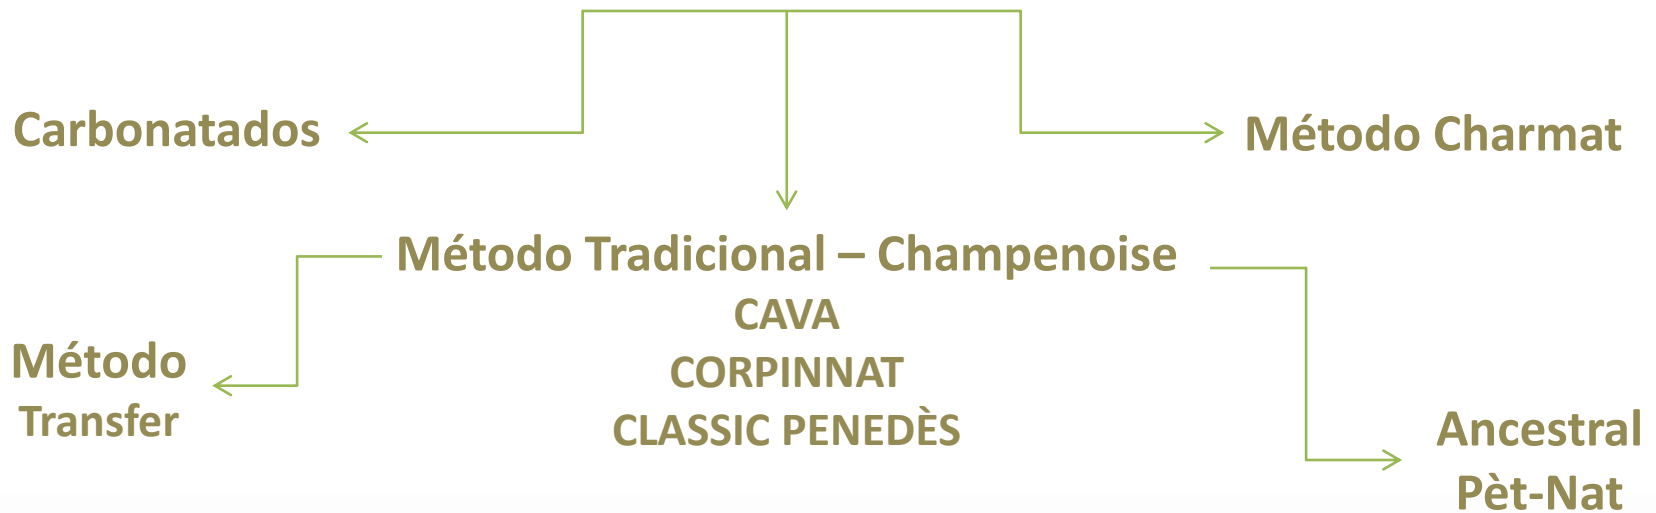 Carbonatados
Método Charmat
Método Tradicional – Champenoise
CAVA
CORPINNAT
CLASSIC PENEDÈS
Método
Transfer
Ancestral
Pèt-Nat